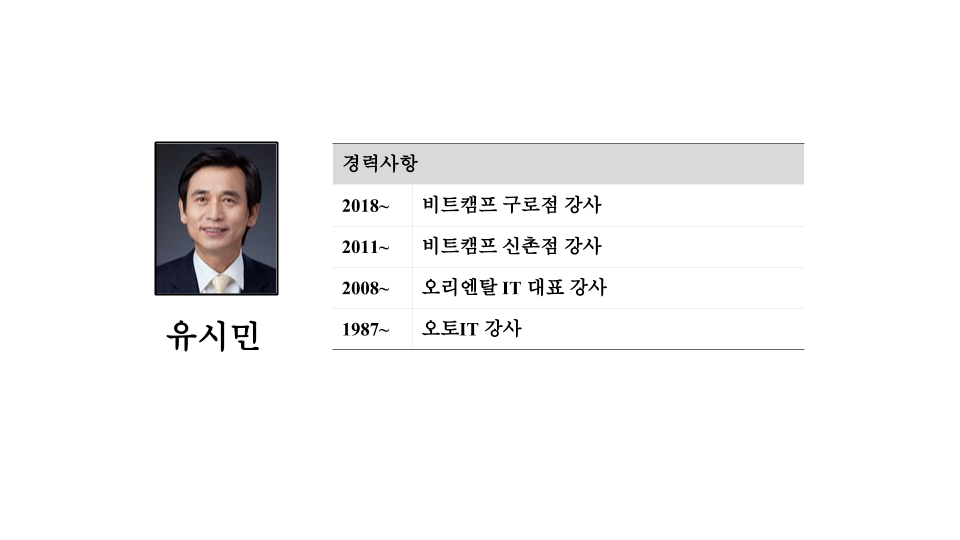 경력사항
2018~ 비트캠프 구로점 강사
2011~ 비트캠프 신촌점 강사
2008~ 오리엔탈 IT 대표 강사
1987~ 오토IT 강사
유시민